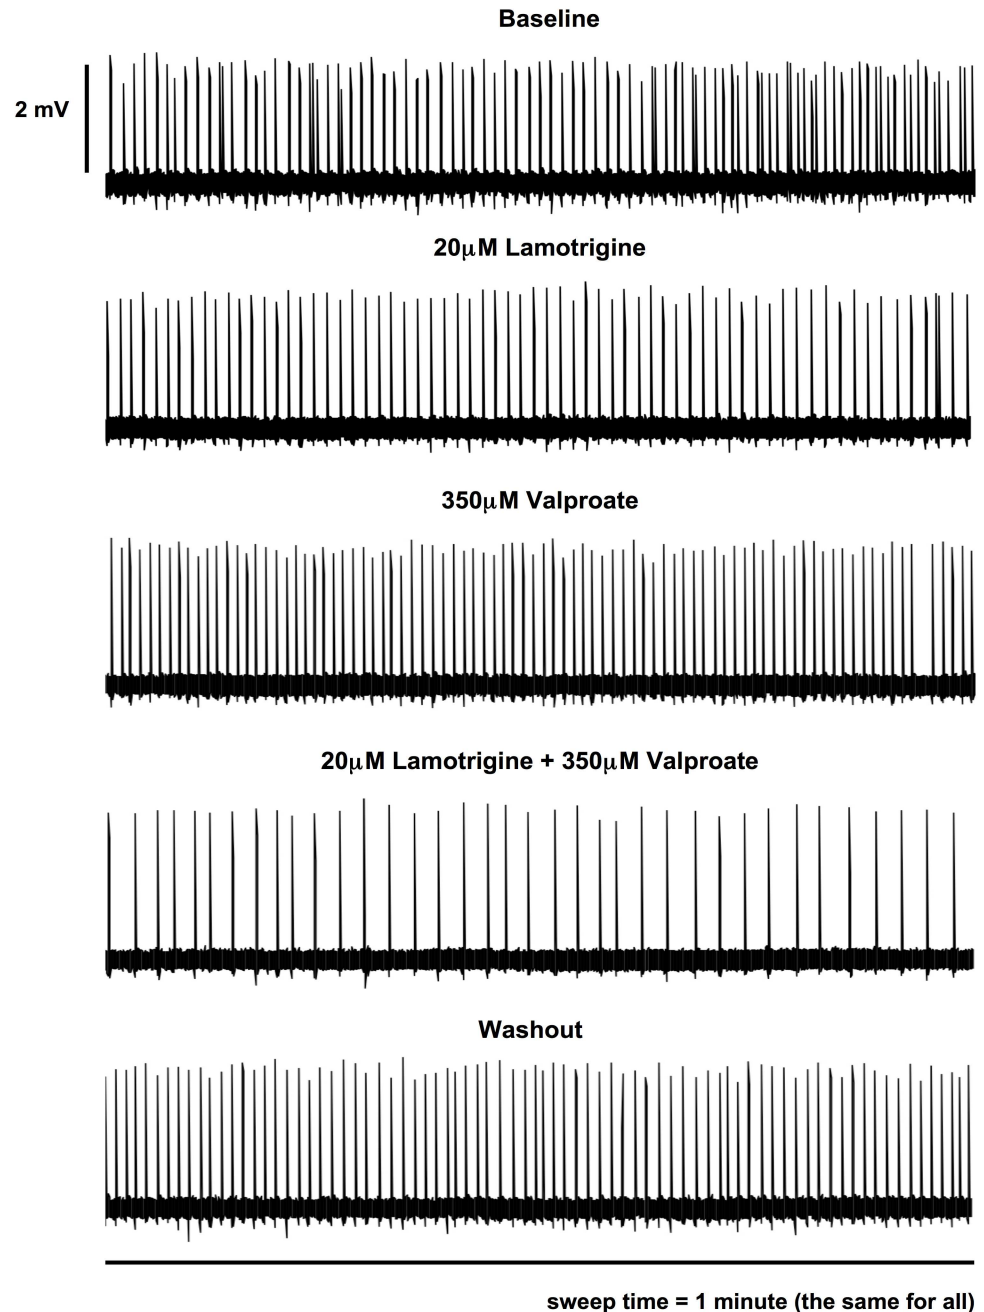 Baseline
2 mV
20μM Lamotrigine
350μM Valproate
20μM Lamotrigine + 350μM Valproate
Washout
sweep time = 1 minute (the same for all)